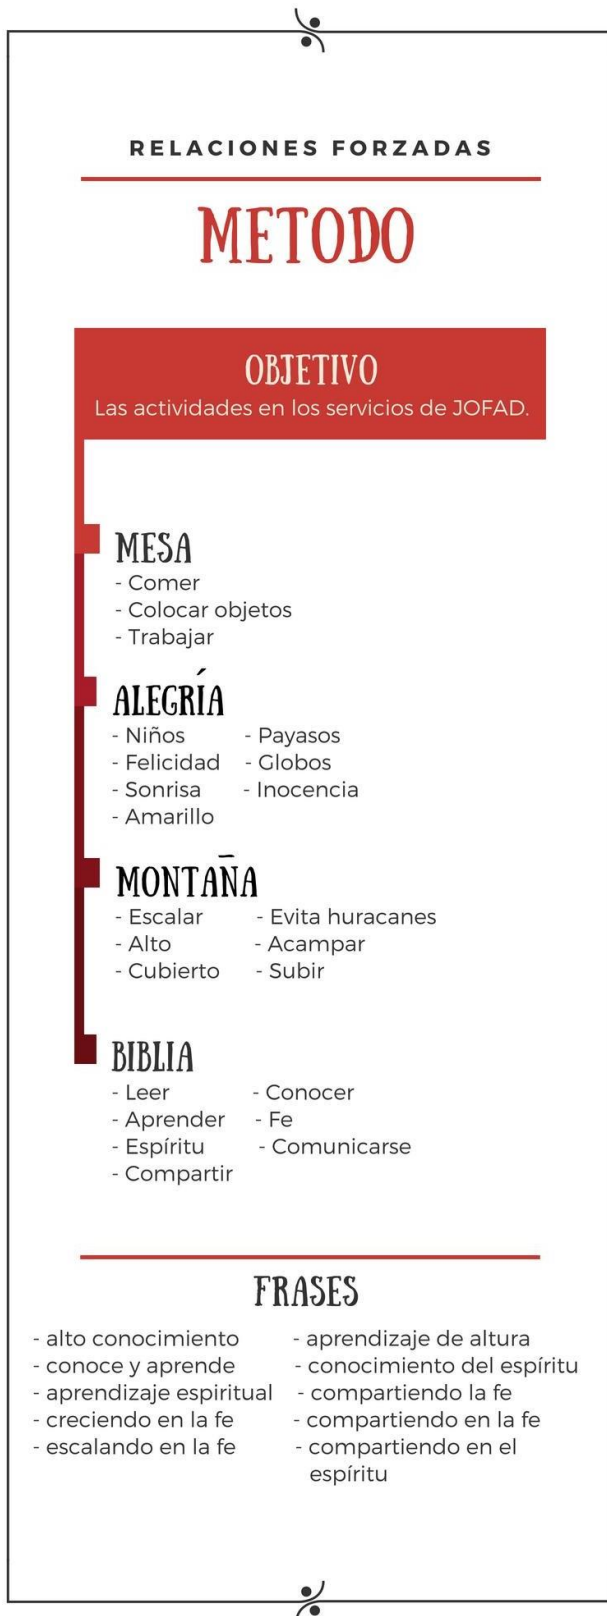 RELACIONES FORZADAS
METODO
OBJETIVO
Las actividades en los servicios de JOFAD.
MESA
- Comer
- Colocar objetos
- Trabajar
ALEGRÍA
- Niños - Payasos
- Felicidad - Globos
- Sonrisa - Inocencia
- Amarillo
MONTAÑA
- Escalar - Evita huracanes
- Alto - Acampar
- Cubierto - Subir
BIBLIA
- Leer - Conocer
- Aprender - Fe
- Espíritu - Comunicarse
- Compartir
FRASES
- alto conocimiento - aprendizaje de altura
- conoce y aprende - conocimiento del espíritu
- aprendizaje espiritual - compartiendo la fe
- creciendo en la fe - compartiendo en la fe
- escalando en la fe - compartiendo en el
espíritu